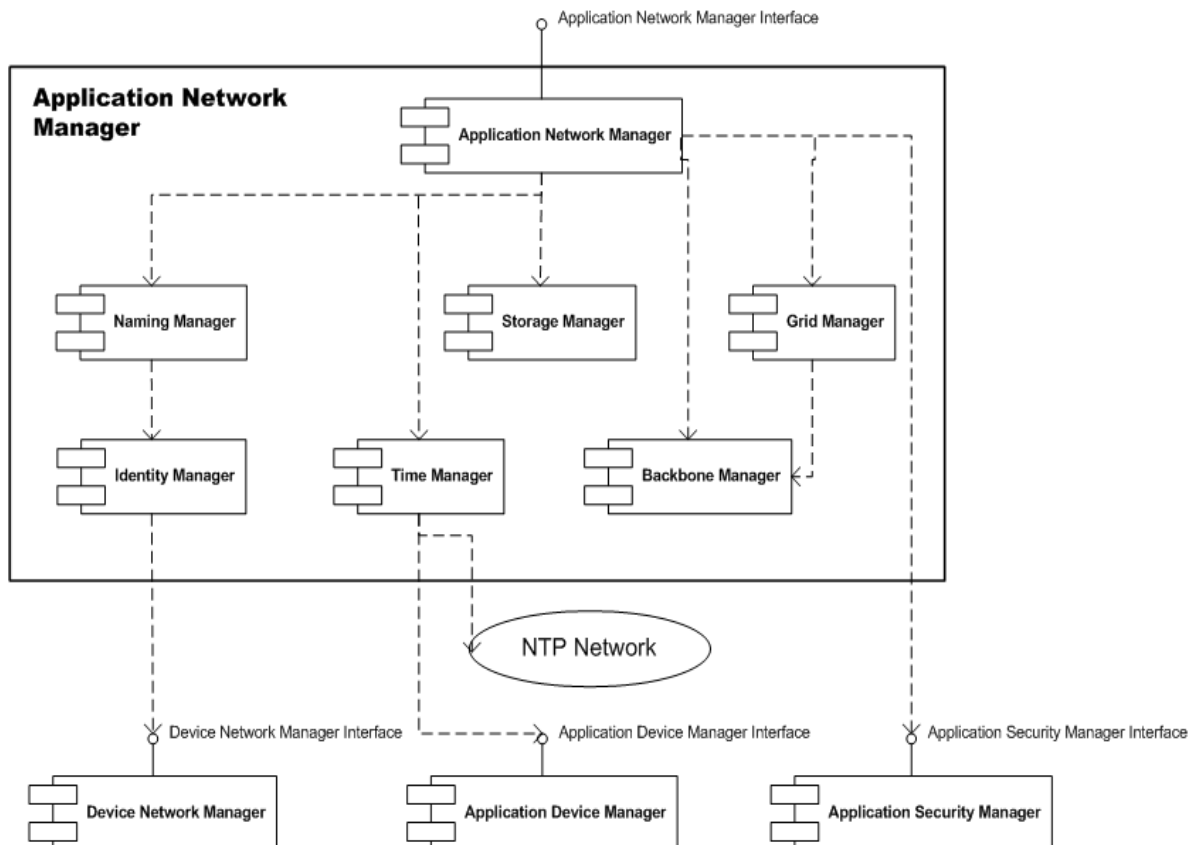 Application Network Manager Interface
Application Network
Manager
Application Network Manager
Naming Manager
Storage Manager
Grid Manager
Identity Manager
Time Manager
Backbone Manager
NTP Network
Device Network Manager Interface
Application Device Manager Interface
Application Security Manager Interface
Device Network Manager
Application Device Manager
Application Security Manager